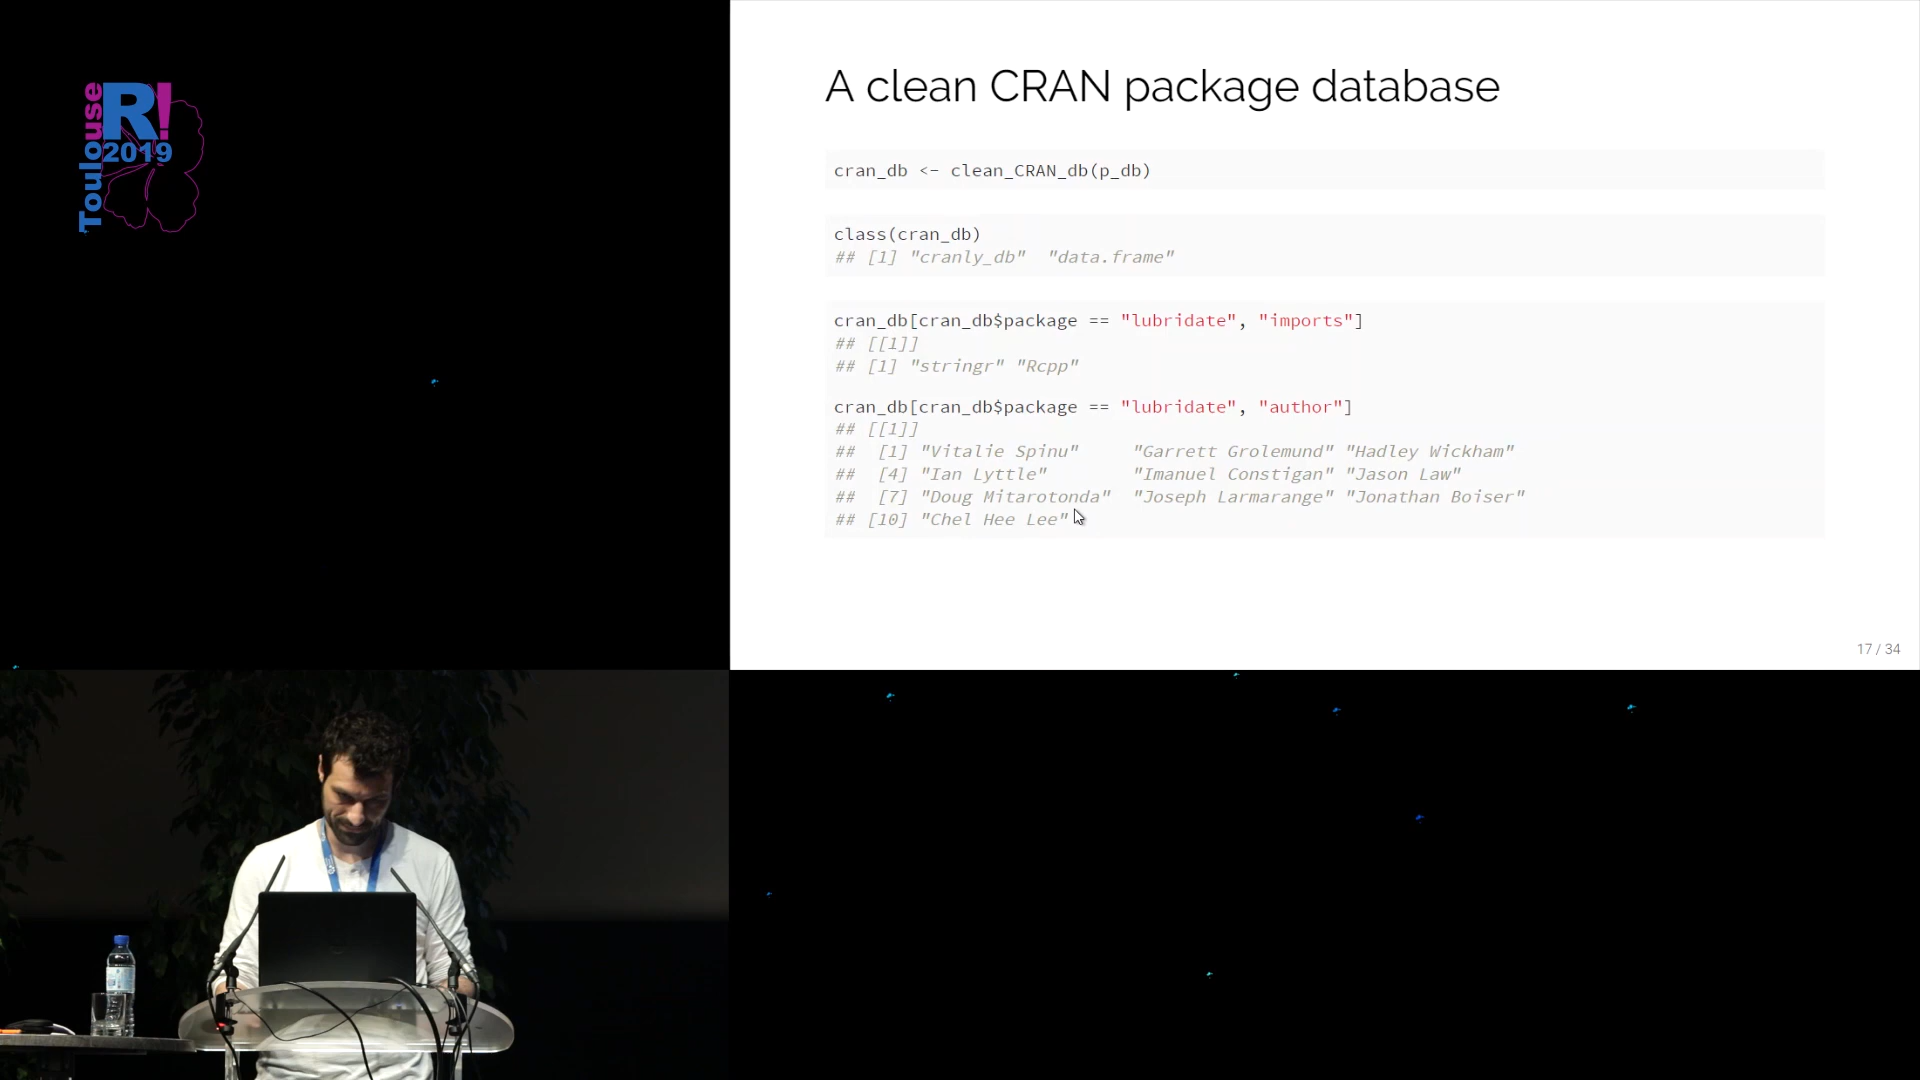 Toulouse
R!
2019
A clean CRAN package database
cran_db <- clean_CRAN_db(p_db)
class(cran_db)
## [1] "cranly_db"  "data.frame"
cran_db[cran_db$package == "lubridate", "imports"]
## [[1]]
## [1] "stringr" "Rcpp"
cran_db[cran_db$package == "lubridate", "author"]
## [[1]]
##  [1] "Vitalie Spinu"     "Garrett Grolemund" "Hadley Wickham"
##  [4] "Ian Lyttle"        "Imanuel Constigan" "Jason Law"
##  [7] "Doug Mitarotonda"  "Joseph Larmarange" "Jonathan Boiser"
## [10] "Chel Hee Lee"
17 / 34